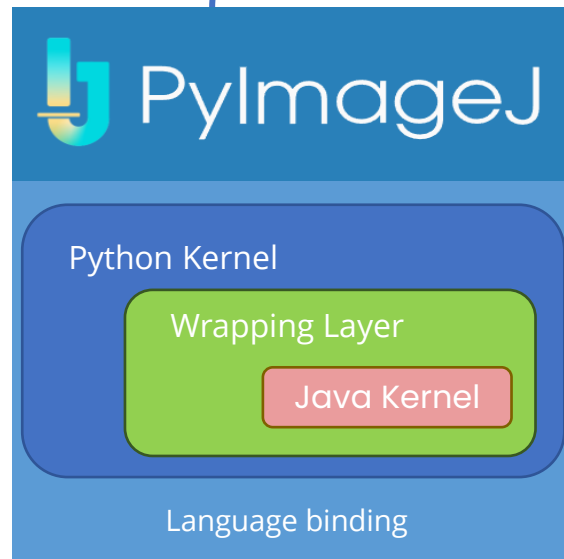 PyImageJ
Python Kernel
Wrapping Layer
Java Kernel
Language binding